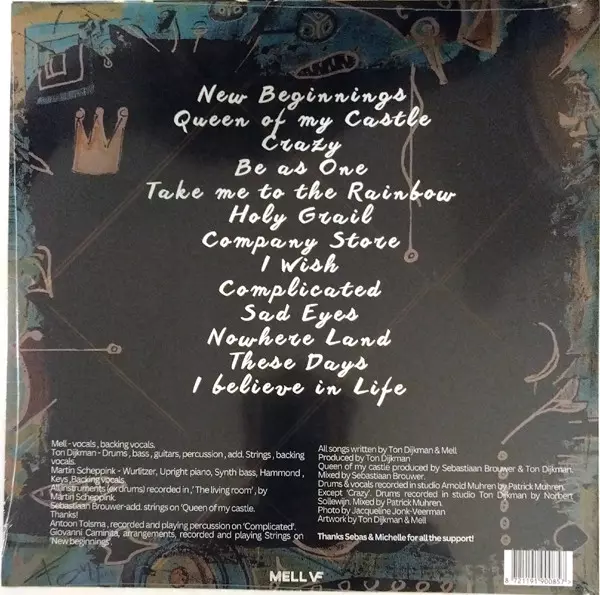 New Beginnings
Queen of my Castle
Crazy
Be as One
Take me to the Rainbow
Holy Grail
Company Store
I Wish
Complicated
Sad Eyes
Nowhere Land
These Days
I believe in Life
Mell - vocals , backing vocals.
Ton Dijkman - Drums , bass , guitars, percussion , add. Strings , backing
vocals.
Martin Scheppink - Wurlitzer, Upright piano, Synth bass, Hammond ,
Keys, Backing vocals.
All instruments (ex drums) recorded in ,' The living room' , by
Martin Scheppink.
Sebastiaan Brouwer-add. strings on 'Queen of my castle.
Thanks!
Antoon Tolsma , recorded and playing percussion on 'Complicated'.
Giovanni Caminita, arrangements, recorded and playing Strings on
'New beginnings'.
All songs written by Ton Dijkman & Mell
Produced by Ton Dijkman
Queen of my castle produced by Sebastiaan Brouwer & Ton Dijkman.
Mixed by Sebastiaan Brouwer.
Drums & vocals recorded in studio Arnold Muhren by Patrick Muhren.
Except 'Crazy'. Drums recorded in studio Ton Dijkman by Norbert
Sollewijn. Mixed by Patrick Muhren.
Photo by Jacqueline Jonk-Veerman
Artwork by Ton Dijkman & Mell
Thanks Sebas & Michelle for all the support!
MELL VF
8 721191 900857